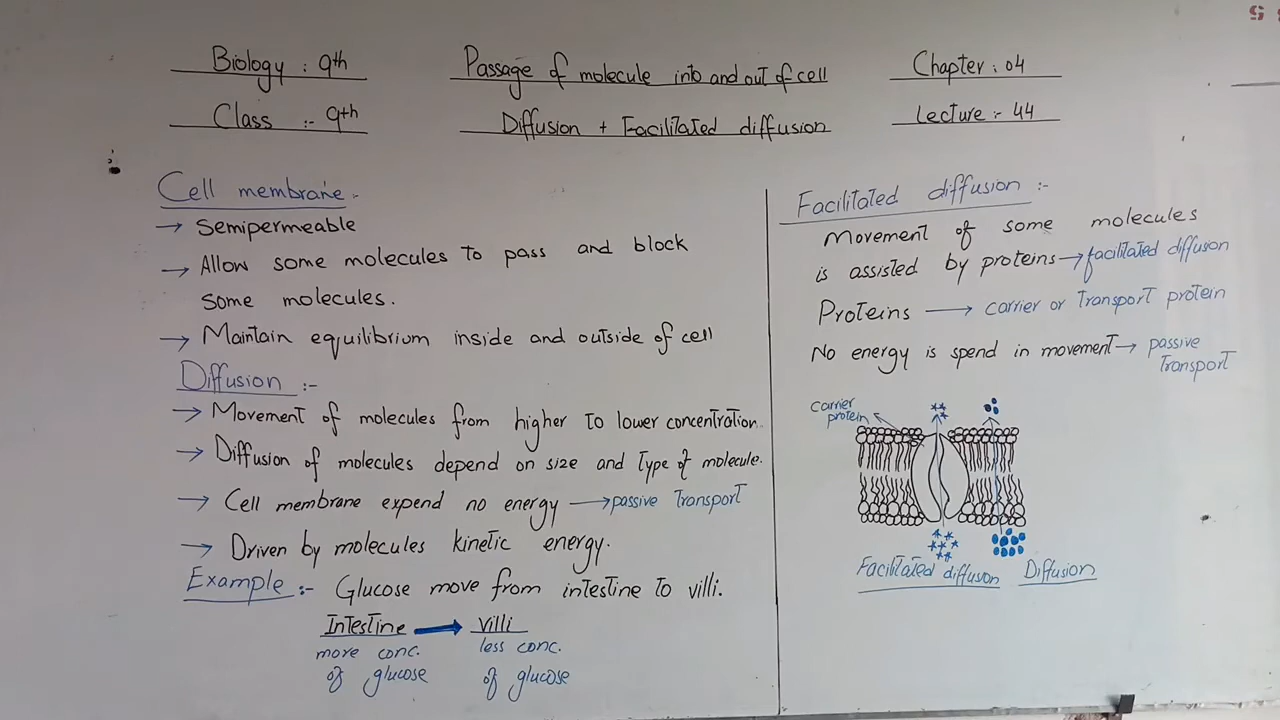 Biology : 9th
Passage of molecule into and out of cell
Chapter : 04
Class :- 9th
Diffusion + Facilitated diffusion
Lecture :- 44
Cell membrane :-
→ Semipermeable
→ Allow some molecules to pass and block
some molecules.
→ Maintain equilibrium inside and outside of cell
Diffusion :-
→ Movement of molecules from higher to lower concentration.
→ Diffusion of molecules depend on size and type of molecule.
→ Cell membrane expend no energy → passive transport
→ Driven by molecules kinetic energy.
Example :- Glucose move from intestine to villi.
Intestine → Villi
more conc. less conc.
of glucose of glucose
Facilitated diffusion :-
Movement of some molecules
is assisted by proteins → facilitated diffuson
Proteins → carrier or transport protein
No energy is spend in movement → passive
transport
Carrier
protein
Facilitated diffusion Diffusion
S